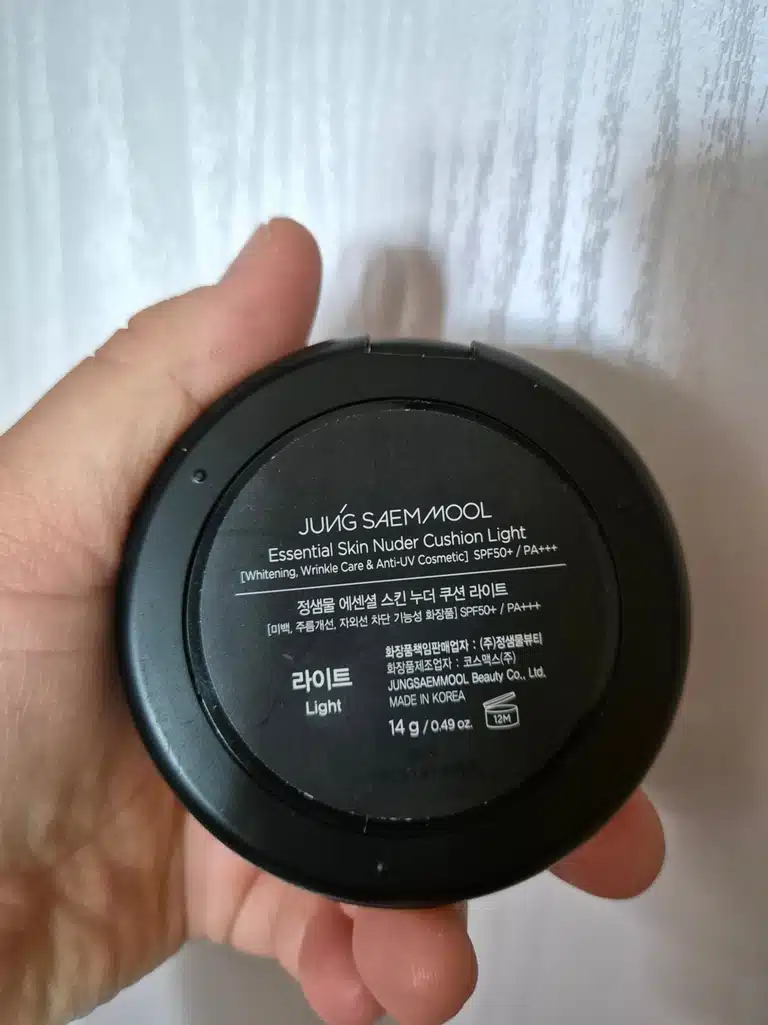 JUNG SAEMMOOL
Essential Skin Nuder Cushion Light
[Whitening, Wrinkle Care & Anti-UV Cosmetic] SPF50+ / PA+++
정샘물 에센셜 스킨 누더 쿠션 라이트
[미백, 주름개선, 자외선 차단 기능성 화장품] SPF50+ / PA+++
라이트
Light
화장품책임판매업자 : (주)정샘물뷰티
화장품제조업자 : 코스맥스(주)
JUNGSAEMMOOL Beauty Co., Ltd.
MADE IN KOREA
14 g / 0.49 oz.
12M